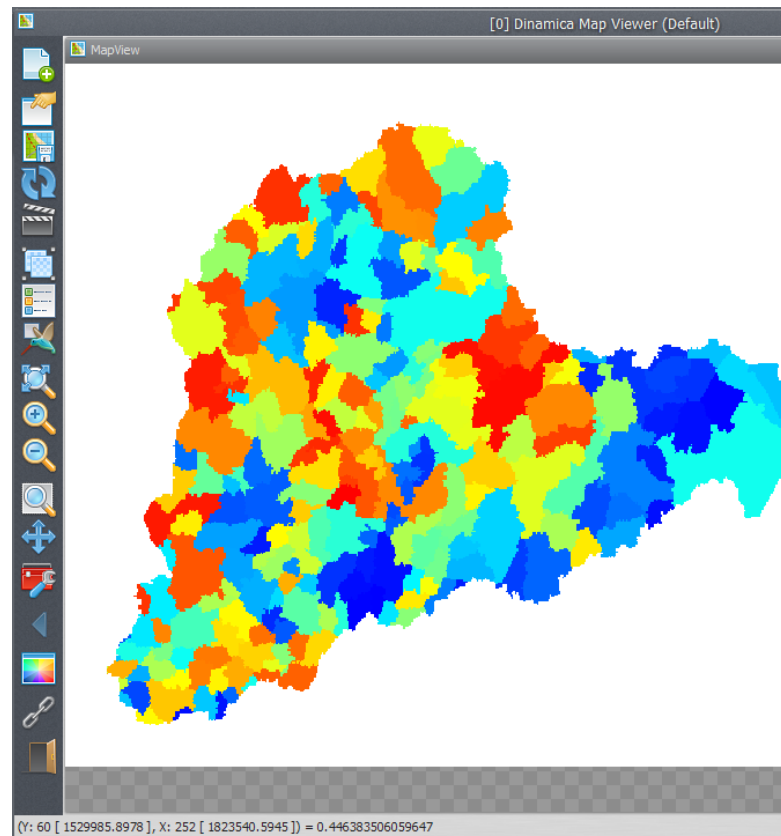 [0] Dinamica Map Viewer (Default)
MapView
(Y: 60 [ 1529985.8978 ], X: 252 [ 1823540.5945 ]) = 0.446383506059647